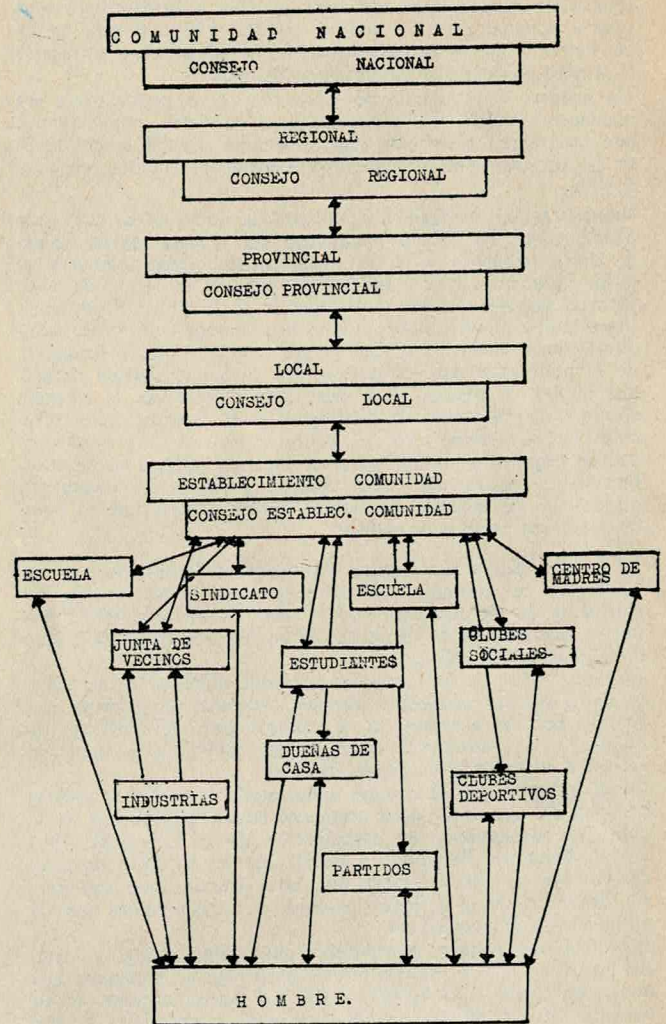 COMUNIDAD NACIONAL
CONSEJO NACIONAL
REGIONAL
CONSEJO REGIONAL
PROVINCIAL
CONSEJO PROVINCIAL
LOCAL
CONSEJO LOCAL
ESTABLECIMIENTO COMUNIDAD
CONSEJO ESTABLEC. COMUNIDAD
ESCUELA
SINDICATO
ESCUELA
CENTRO DE
MADRES
JUNTA DE
VECINOS
ESTUDIANTES
CLUBES
SOCIALES
DUEÑAS DE
CASA
INDUSTRIAS
CLUBES
DEPORTIVOS
PARTIDOS
HOMBRE.